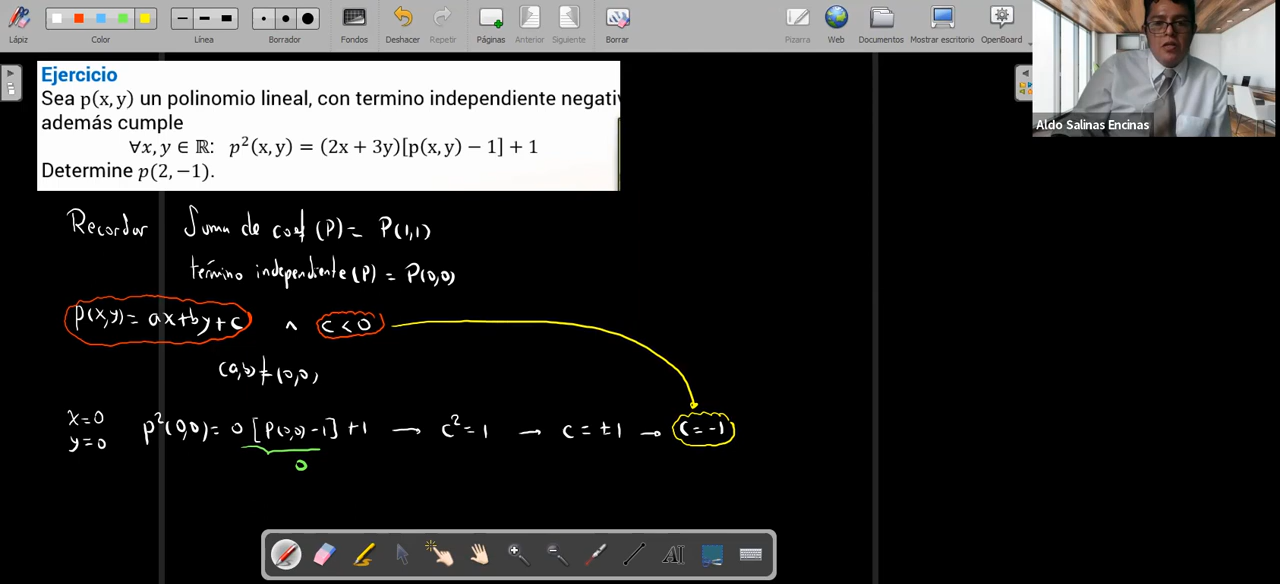 Lápiz Color Línea Borrador Fondos Deshacer Repetir Páginas Anterior Siguiente Borrar Pizarra Web Documentos Mostrar escritorio OpenBoard
Aldo Salinas Encinas
Ejercicio
Sea p(x,y) un polinomio lineal, con termino independiente negati
además cumple
∀x, y ∈ ℝ: p²(x,y) = (2x + 3y)[p(x,y) − 1] + 1
Determine p(2,−1).
Recordar Suma de coef (P) = P(1,1)
término independiente (P) = P(0,0)
P(x,y) = ax+by+c ∧ c < 0
(a,b) ≠ (0,0)
x=0
y=0
p²(0,0) = 0 [P(0,0) -1] +1 → c² = 1 → c = ±1 → c = -1
0
AI